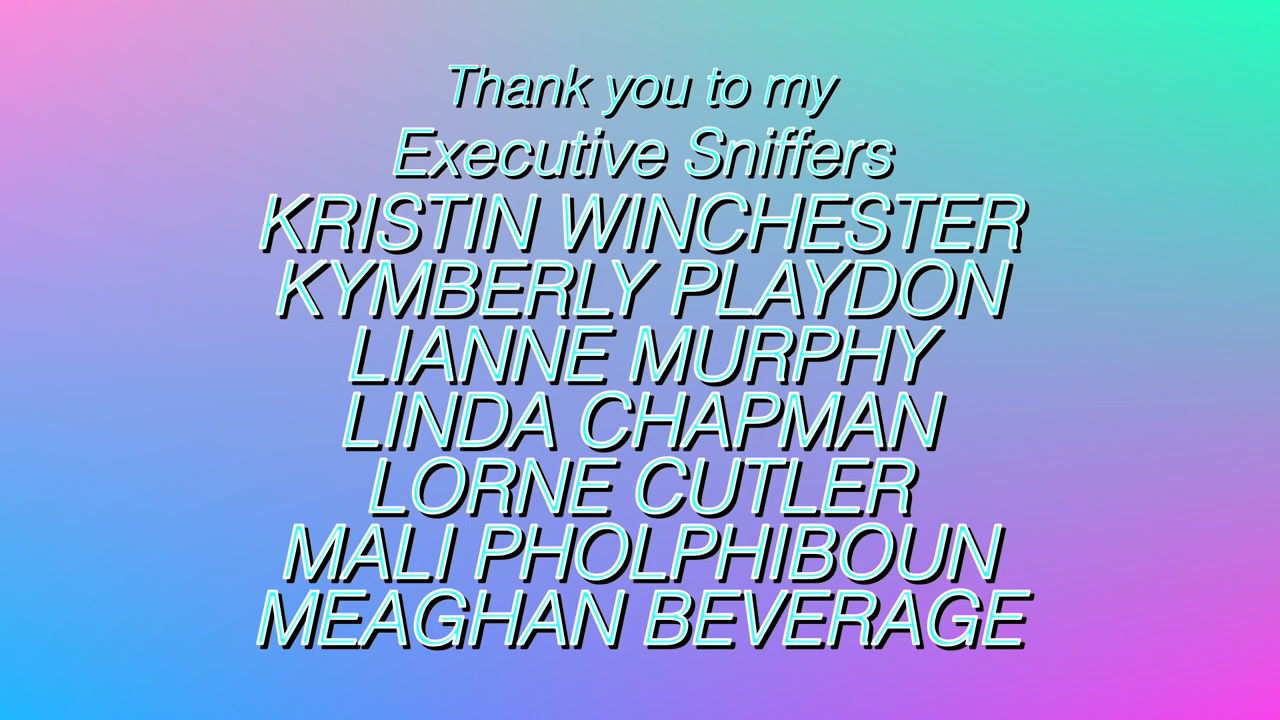 Thank you to my
Executive Sniffers
KRISTIN WINCHESTER
KYMBERLY PLAYDON
LIANNE MURPHY
LINDA CHAPMAN
LORNE CUTLER
MALI PHOLPHIBOUN
MEAGHAN BEVERAGE